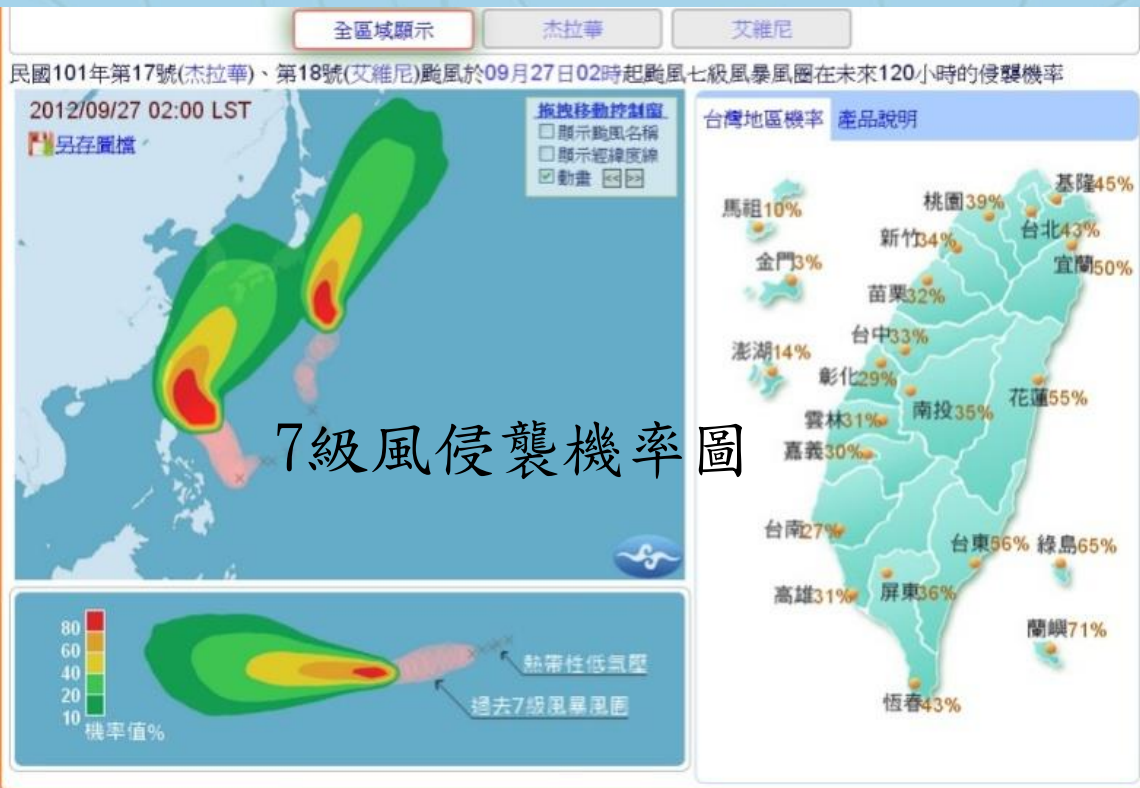 全區域顯示 杰拉華 艾維尼
民國101年第17號(杰拉華)、第18號(艾維尼)颱風於09月27日02時起颱風七級風暴風圈在未來120小時的侵襲機率
2012/09/27 02:00 LST
另存圖檔
拖拽移動控制窗
顯示颱風名稱
顯示經緯度線
動畫 << >>
7級風侵襲機率圖
80
60
40
20
10
機率值%
熱帶性低氣壓
過去7級風暴風圈
台灣地區機率 產品說明
基隆45%
馬祖10%
桃園39%
台北43%
新竹34%
金門3%
宜蘭50%
苗栗32%
台中33%
澎湖14%
彰化29%
花蓮55%
南投35%
雲林31%
嘉義30%
台南27%
台東56%
綠島65%
高雄31%
屏東36%
蘭嶼71%
恆春43%